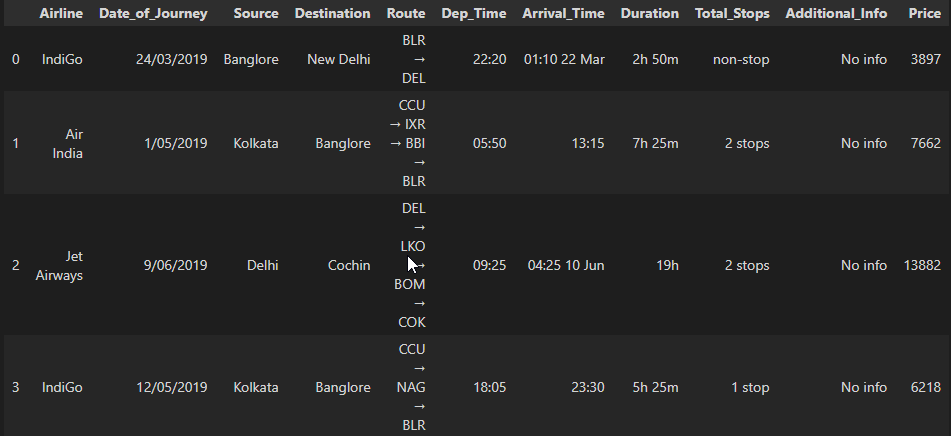 Airline Date_of_Journey Source Destination Route Dep_Time Arrival_Time Duration Total_Stops Additional_Info Price
0 IndiGo 24/03/2019 Banglore New Delhi BLR → DEL 22:20 01:10 22 Mar 2h 50m non-stop No info 3897
1 Air India 1/05/2019 Kolkata Banglore CCU → IXR → BBI → BLR 05:50 13:15 7h 25m 2 stops No info 7662
2 Jet Airways 9/06/2019 Delhi Cochin DEL → LKO → BOM → COK 09:25 04:25 10 Jun 19h 2 stops No info 13882
3 IndiGo 12/05/2019 Kolkata Banglore CCU → NAG → BLR 18:05 23:30 5h 25m 1 stop No info 6218